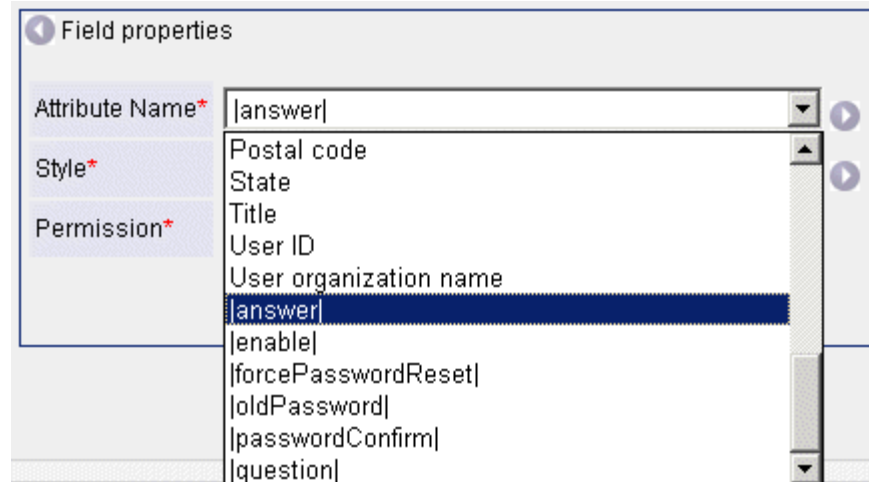 Field properties
Attribute Name*
|answer|
Style*
Permission*
Postal code
State
Title
User ID
User organization name
|answer|
|enable|
|forcePasswordReset|
|oldPassword|
|passwordConfirm|
|question|